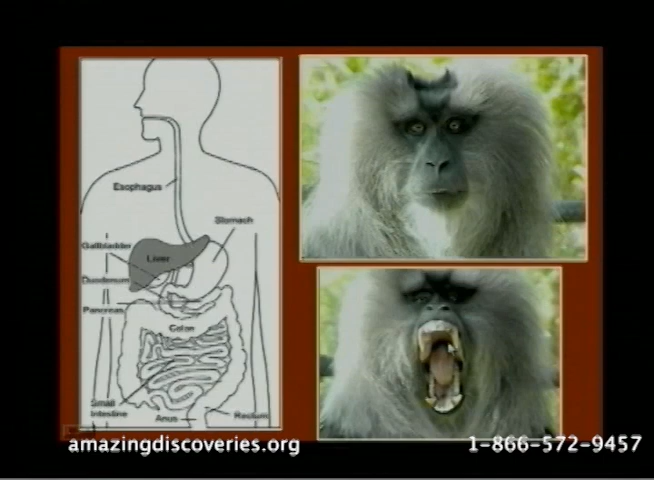 Esophagus
Stomach
Gallbladder
Liver
Duodenum
Pancreas
Colon
Small
Intestine
Anus
Rectum
amazingdiscoveries.org
1-866-572-9457